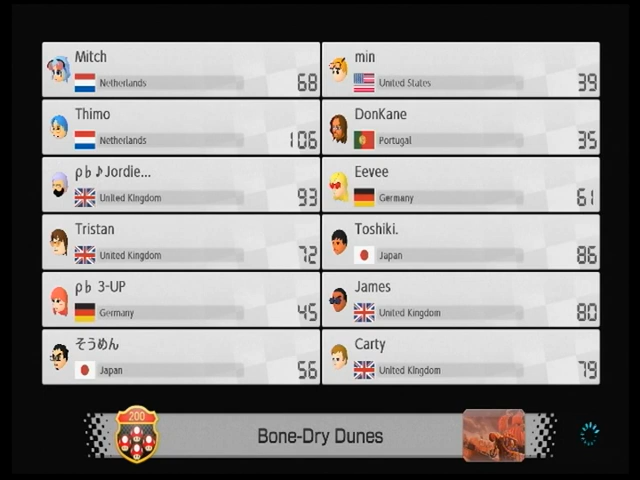 Mitch
Netherlands 68
Thimo
Netherlands 106
ρb♪Jordie...
United Kingdom 93
Tristan
United Kingdom 72
ρb 3-UP
Germany 45
そうめん
Japan 56
min
United States 39
DonKane
Portugal 35
Eevee
Germany 61
Toshiki.
Japan 86
James
United Kingdom 80
Carty
United Kingdom 79
200
Bone-Dry Dunes